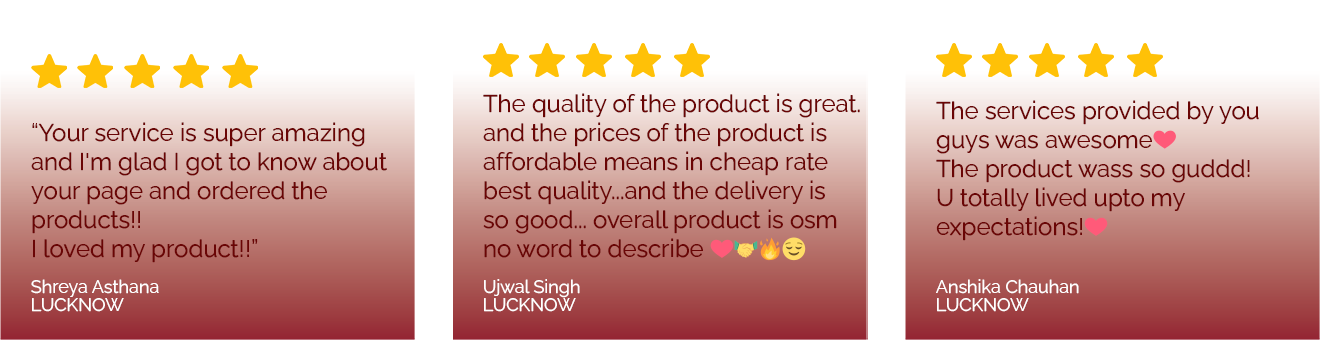 “Your service is super amazing
and I'm glad I got to know about
your page and ordered the
products!!
I loved my product!!”
Shreya Asthana
LUCKNOW
The quality of the product is great.
and the prices of the product is
affordable means in cheap rate
best quality...and the delivery is
so good... overall product is osm
no word to describe ❤️🤝🔥😌
Ujwal Singh
LUCKNOW
The services provided by you
guys was awesome❤️
The product wass so guddd!
U totally lived upto my
expectations!❤️
Anshika Chauhan
LUCKNOW